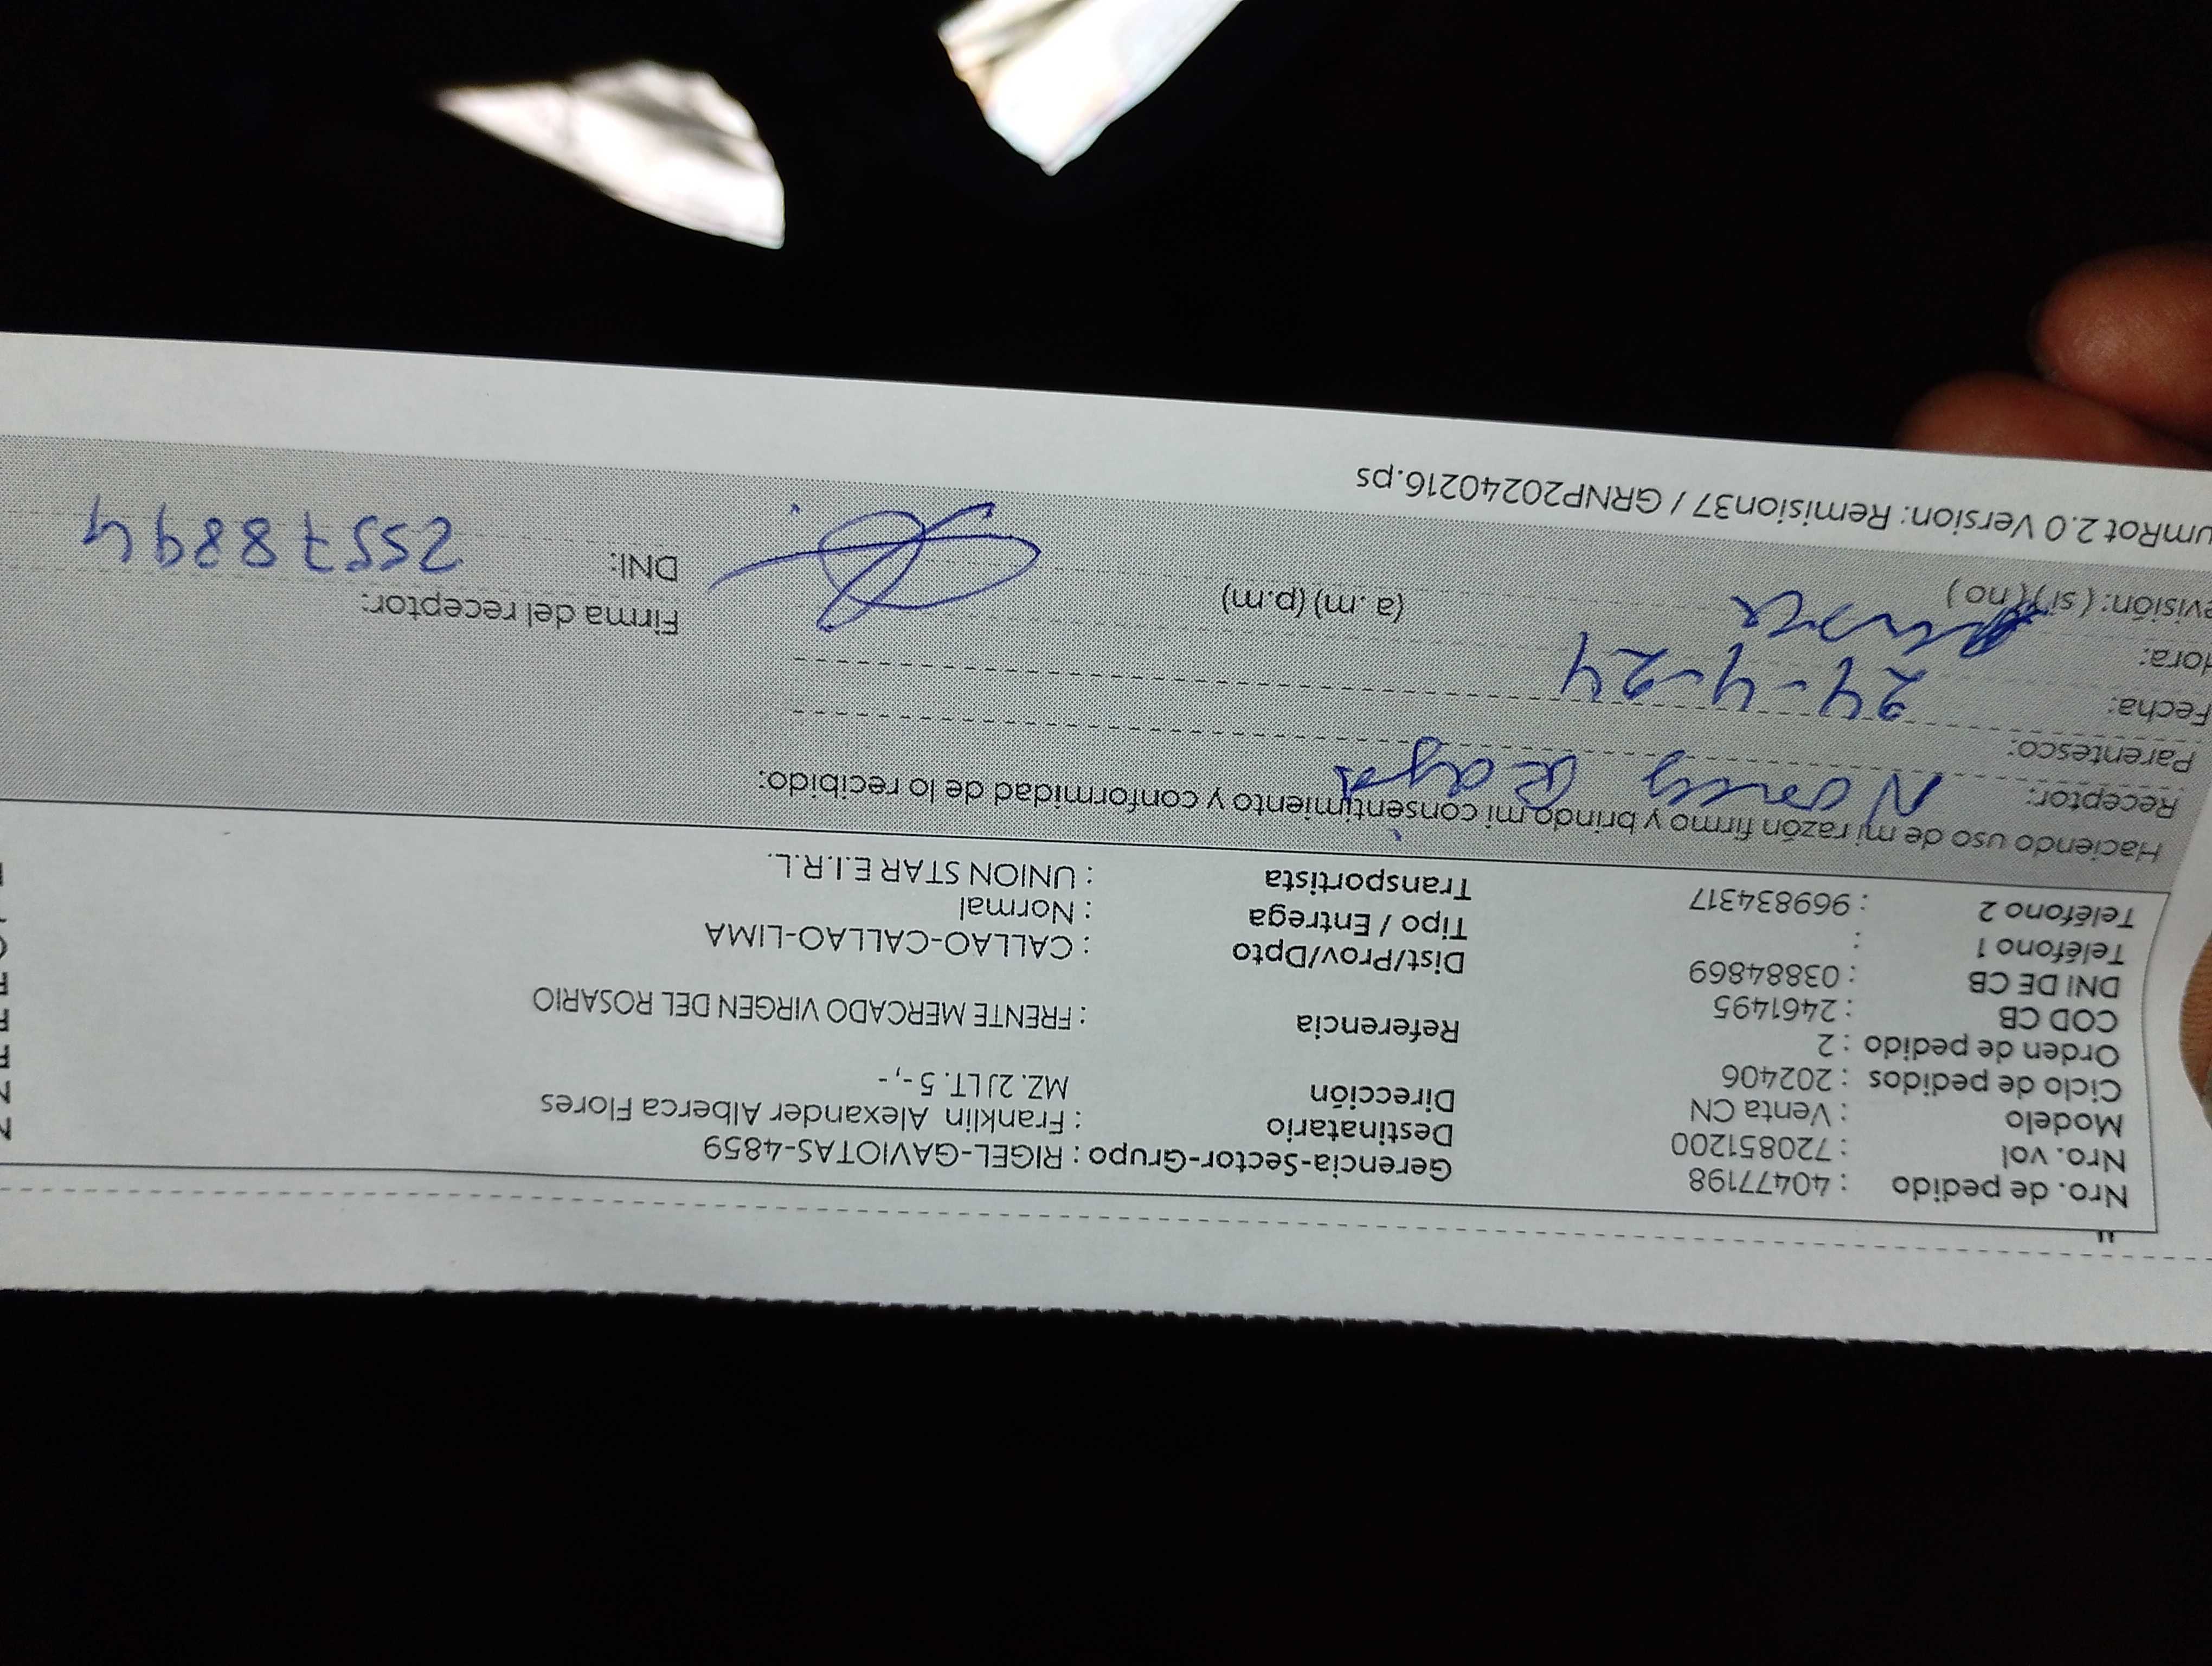 Nro. de pedido : 40477198 Gerencia-Sector-Grupo : RIGEL-GAVIOTAS-4859
Nro. vol : 720851200 Destinatario : Franklin Alexander Alberca Flores
Modelo : Venta CN Dirección MZ. 2J LT. 5 -, -
Ciclo de pedidos : 202406
Orden de pedido : 2 Referencia : FRENTE MERCADO VIRGEN DEL ROSARIO
COD CB : 2461495
DNI DE CB : 03884869 Dist/Prov/Dpto : CALLAO-CALLAO-LIMA
Teléfono 1 : Tipo / Entrega : Normal
Teléfono 2 : 969834317 Transportista : UNION STAR E.I.R.L.
Haciendo uso de mi razón firmo y brindo mi consentimiento y conformidad de lo recibido:
Receptor: Nancy
Parentesco:
Fecha: 24-4-24
Hora:
evisión: ( si )( no ) (a .m) (p.m) Firma del receptor:
DNI: 25578894
umRot 2.0 Version: Remision37 / GRNP20240216.ps